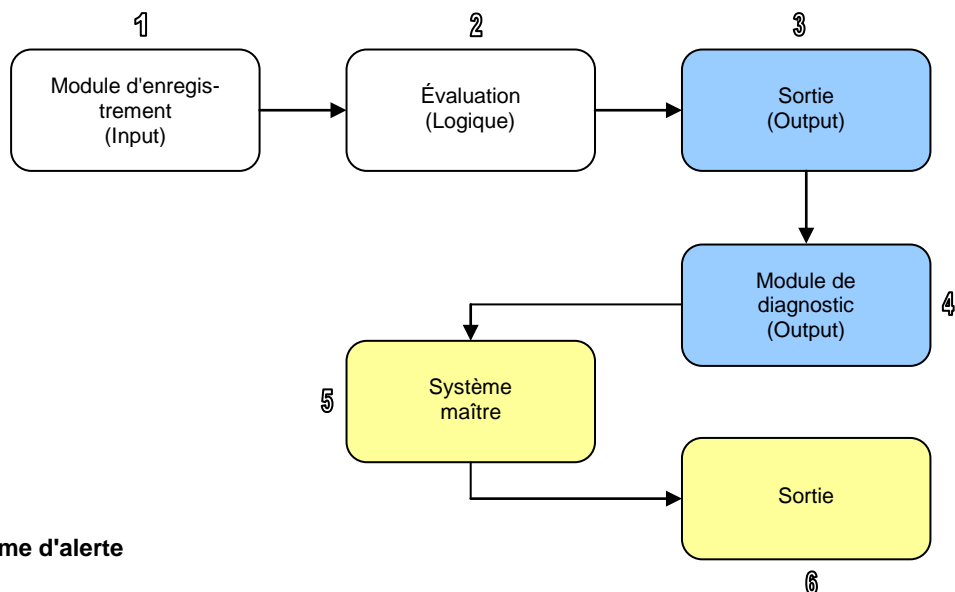 1
2
3
Module d'enregis-
trement
(Input)
Évaluation
(Logique)
Sortie
(Output)
Module de
diagnostic
(Output)
4
Système
maître
5
Sortie
me d'alerte
6